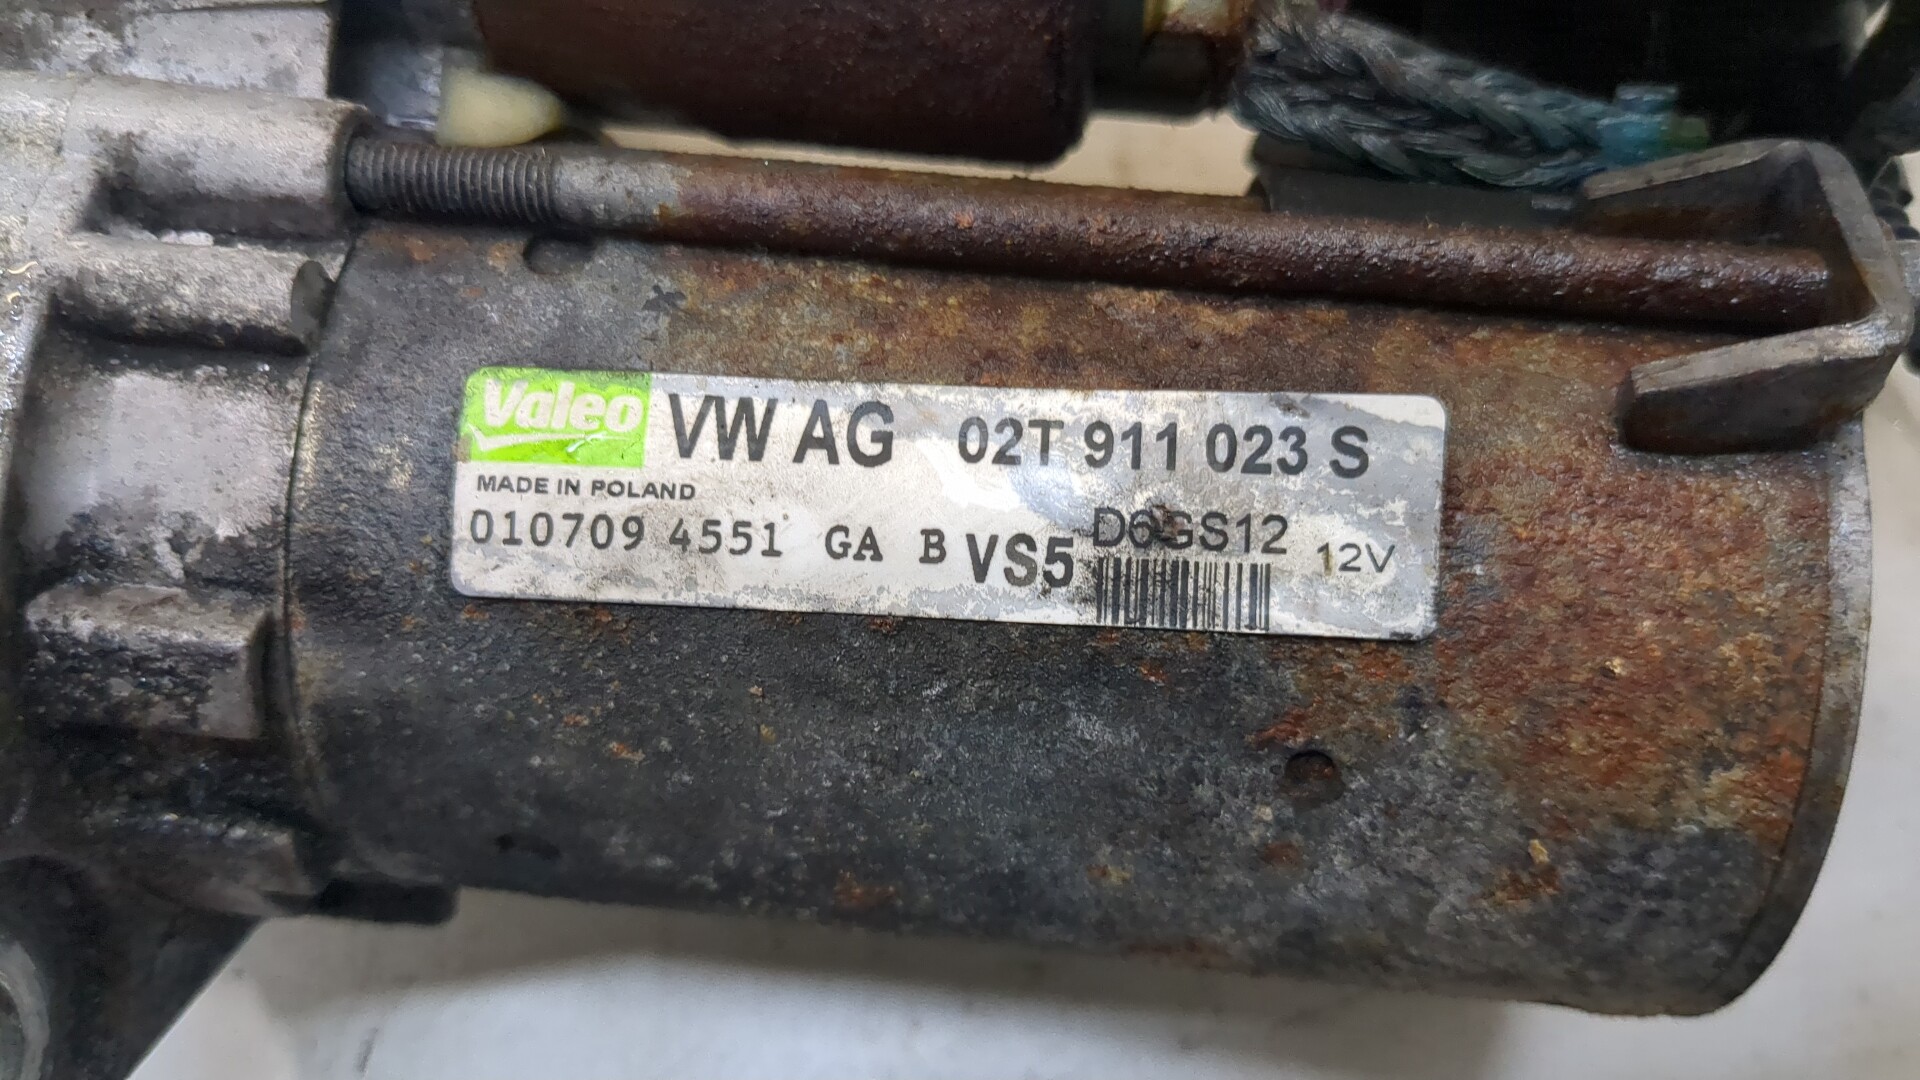 Valeo VW AG 02T 911 023 S
MADE IN POLAND
010709 4551 GA B VS5 D6GS12 12V